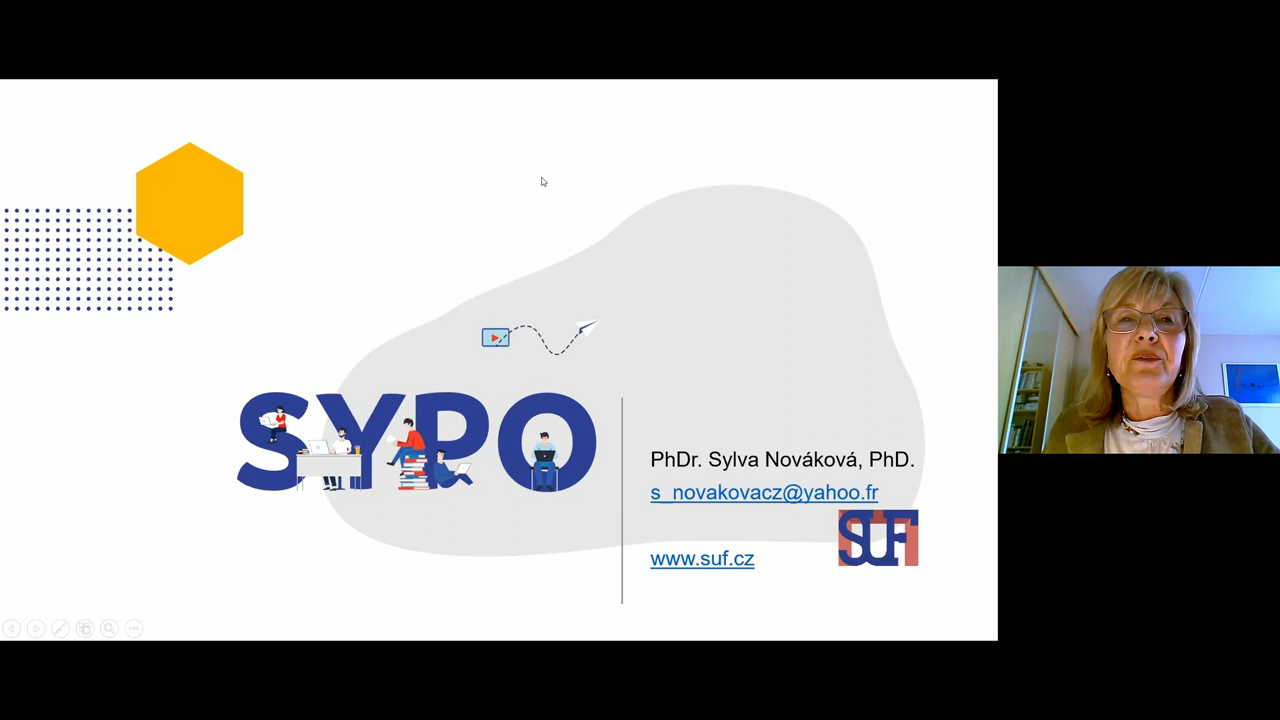 SYPO
PhDr. Sylva Nováková, PhD.
s_novakovacz@yahoo.fr
SUF
www.suf.cz